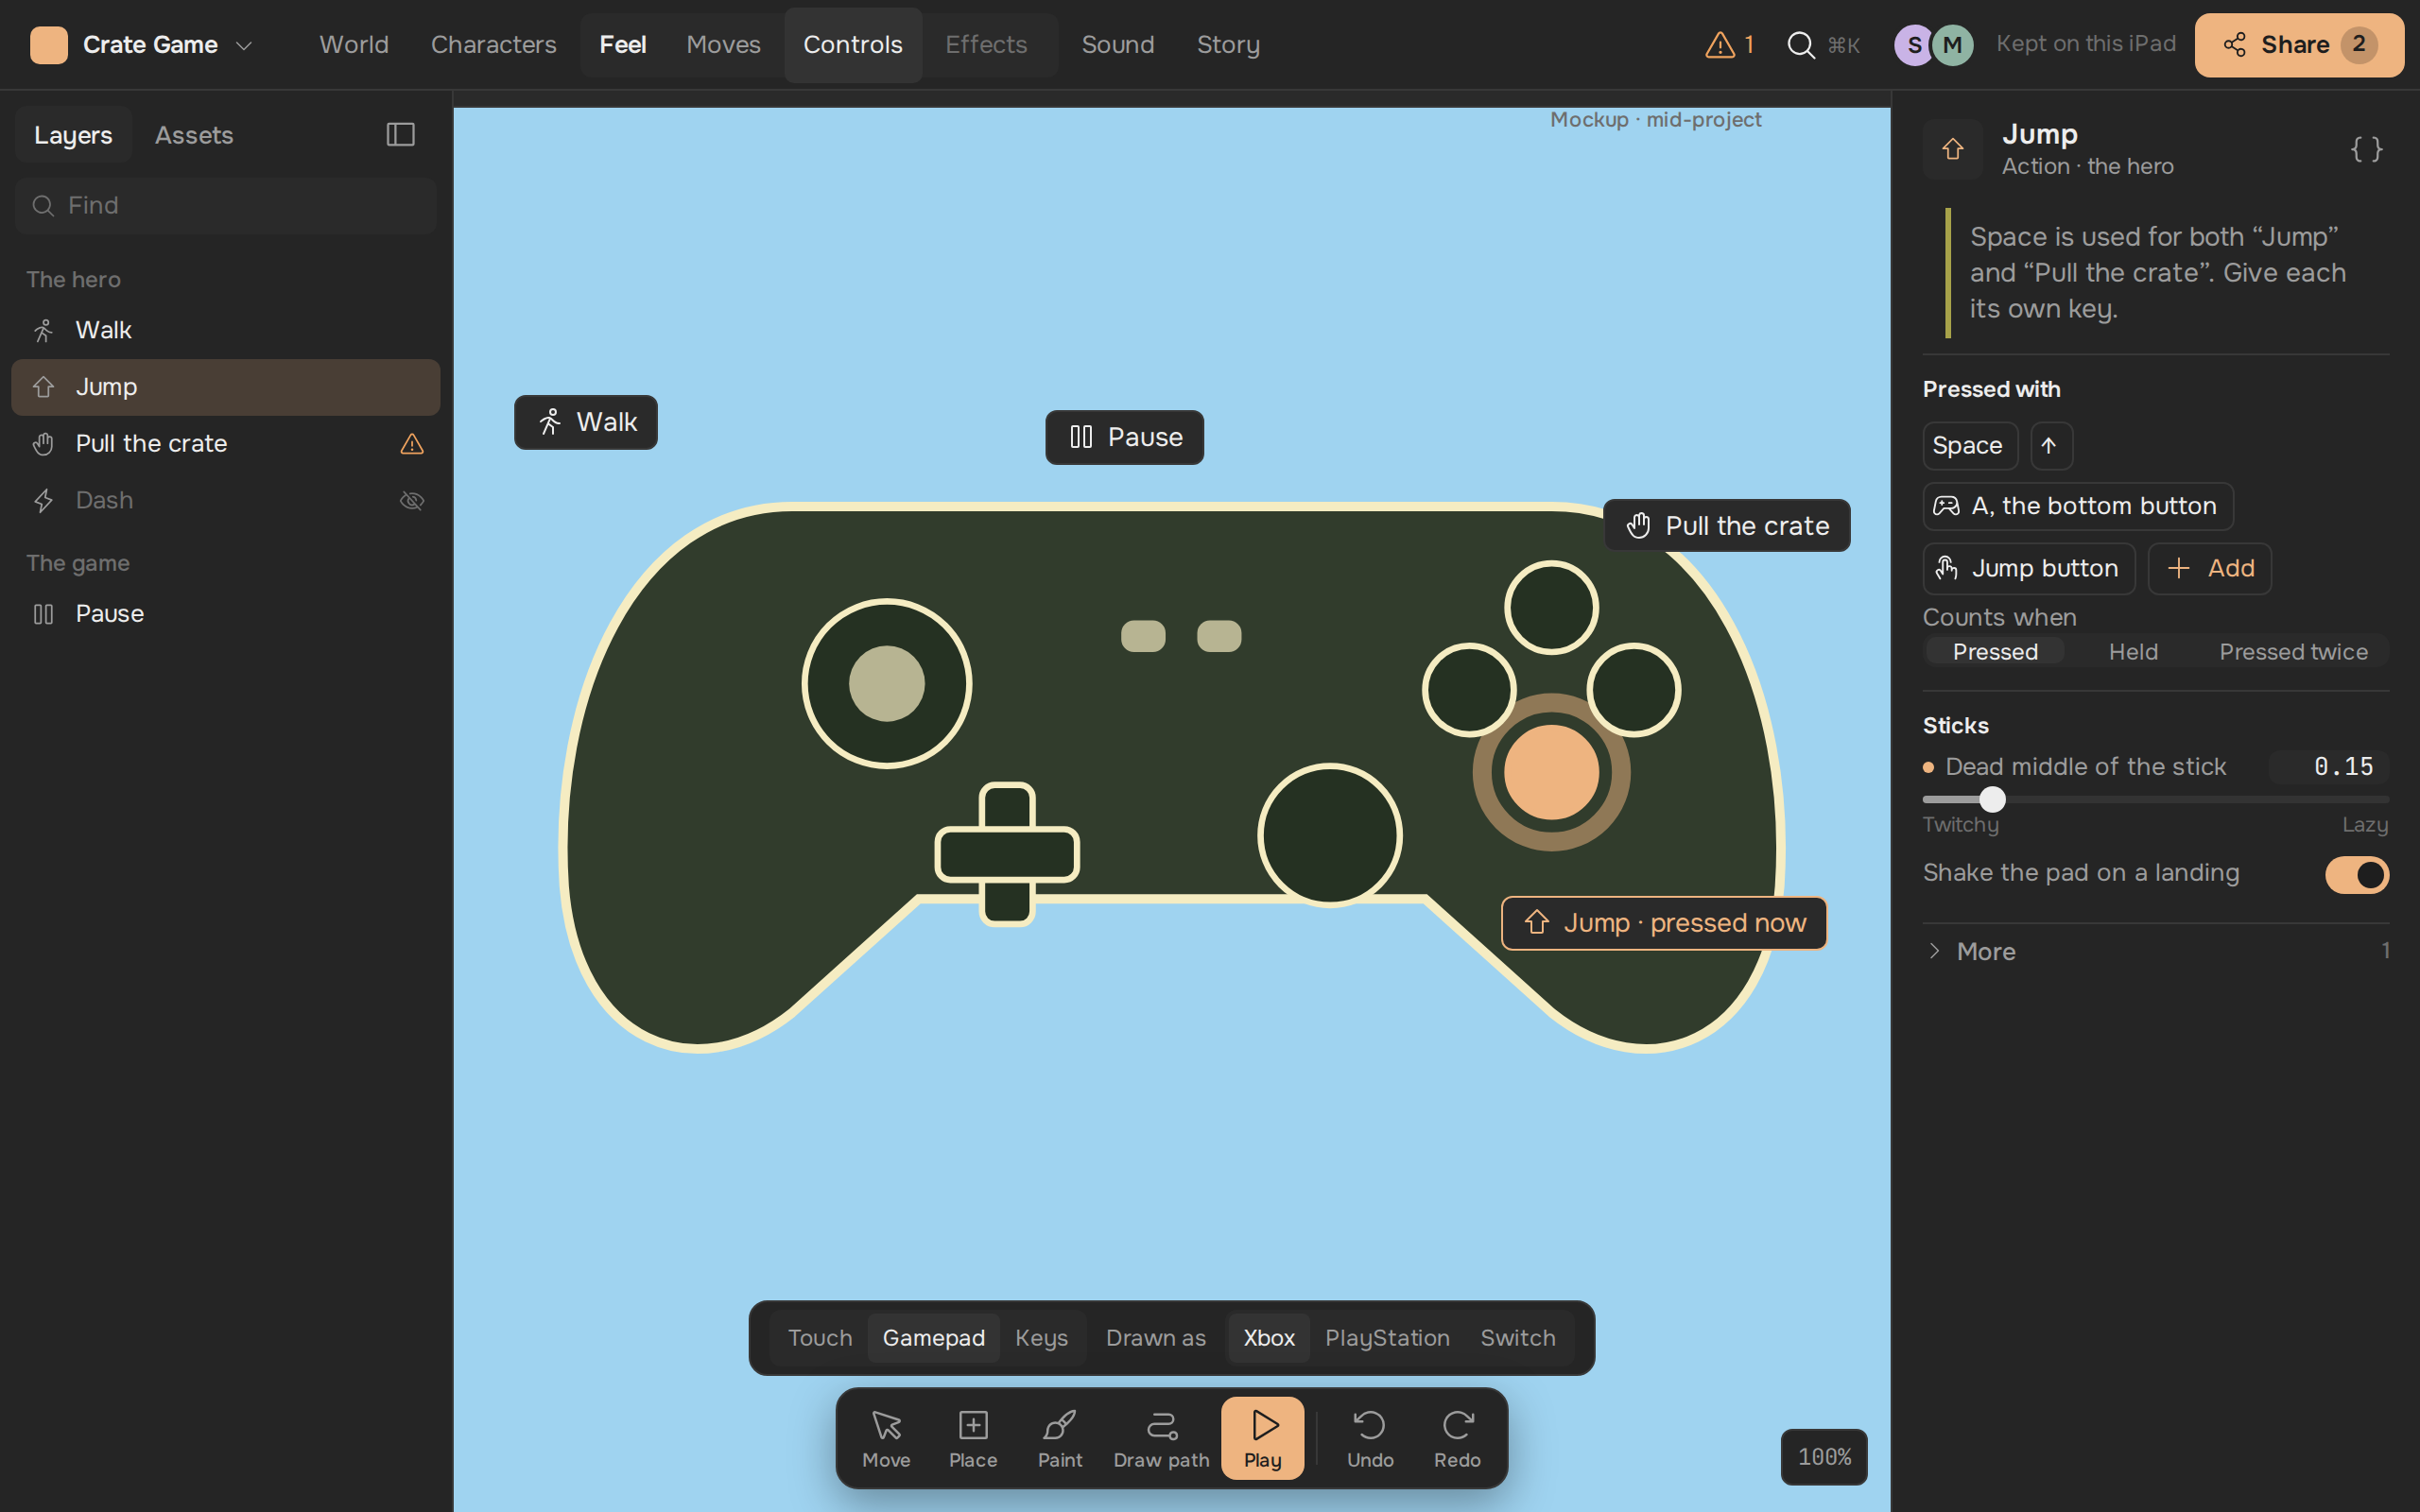 Crate Game
World
Characters
Feel
Moves
Controls
Effects
Sound
Story
1
⌘K
S
M
Kept on this iPad
Share 2
Layers
Assets
Find
The hero
Walk
Jump
Pull the crate
Dash
The game
Pause
Mockup · mid-project
Walk
Pause
Pull the crate
Jump · pressed now
Touch
Gamepad
Keys
Drawn as
Xbox
PlayStation
Switch
Move
Place
Paint
Draw path
Play
Undo
Redo
100%
Jump
Action · the hero
{ }
Space is used for both “Jump”
and “Pull the crate”. Give each
its own key.
Pressed with
Space
↑
A, the bottom button
Jump button
Add
Counts when
Pressed
Held
Pressed twice
Sticks
Dead middle of the stick
0.15
Twitchy
Lazy
Shake the pad on a landing
More
1